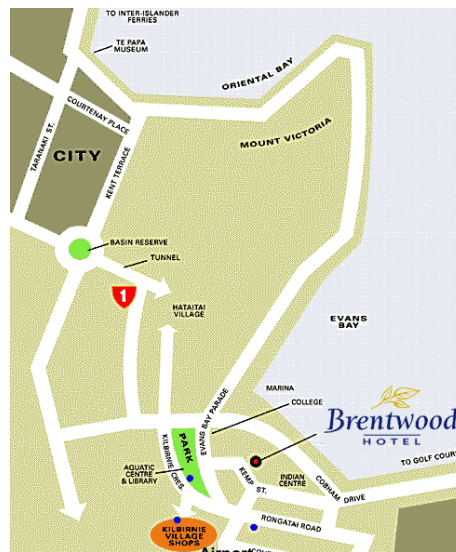 TO INTER-ISLANDER
FERRIES
TE PAPA
MUSEUM
ORIENTAL BAY
COURTENAY PLACE
MOUNT VICTORIA
TARANAKI ST.
CITY
KENT TERRACE
BASIN RESERVE
TUNNEL
1
HATAITAI
VILLAGE
EVANS
BAY
MARINA
COLLEGE
EVANS BAY PARADE
Brentwood
HOTEL
PARK
KILBIRNIE CRES.
AQUATIC
CENTRE
& LIBRARY
KEMP ST.
INDIAN
CENTRE
COBHAM DRIVE
TO GOLF COUR
RONGATAI ROAD
KILBIRNIE
VILLAGE
SHOPS
Airport